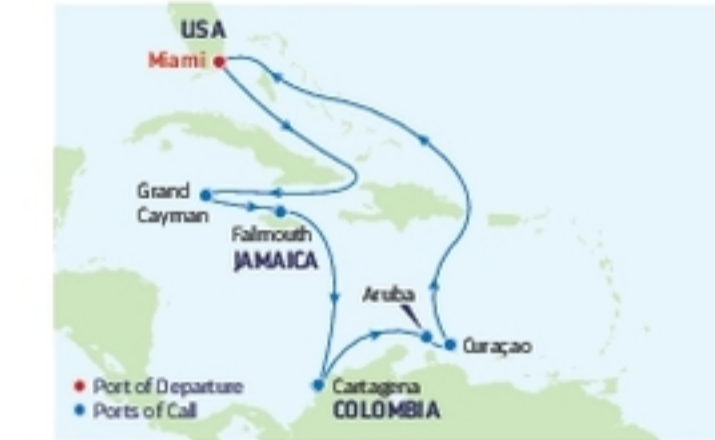 USA
Miami
Grand
Cayman
Falmouth
JAMAICA
Aruba
Curaçao
Cartagena
COLOMBIA
Port of Departure
Ports of Call